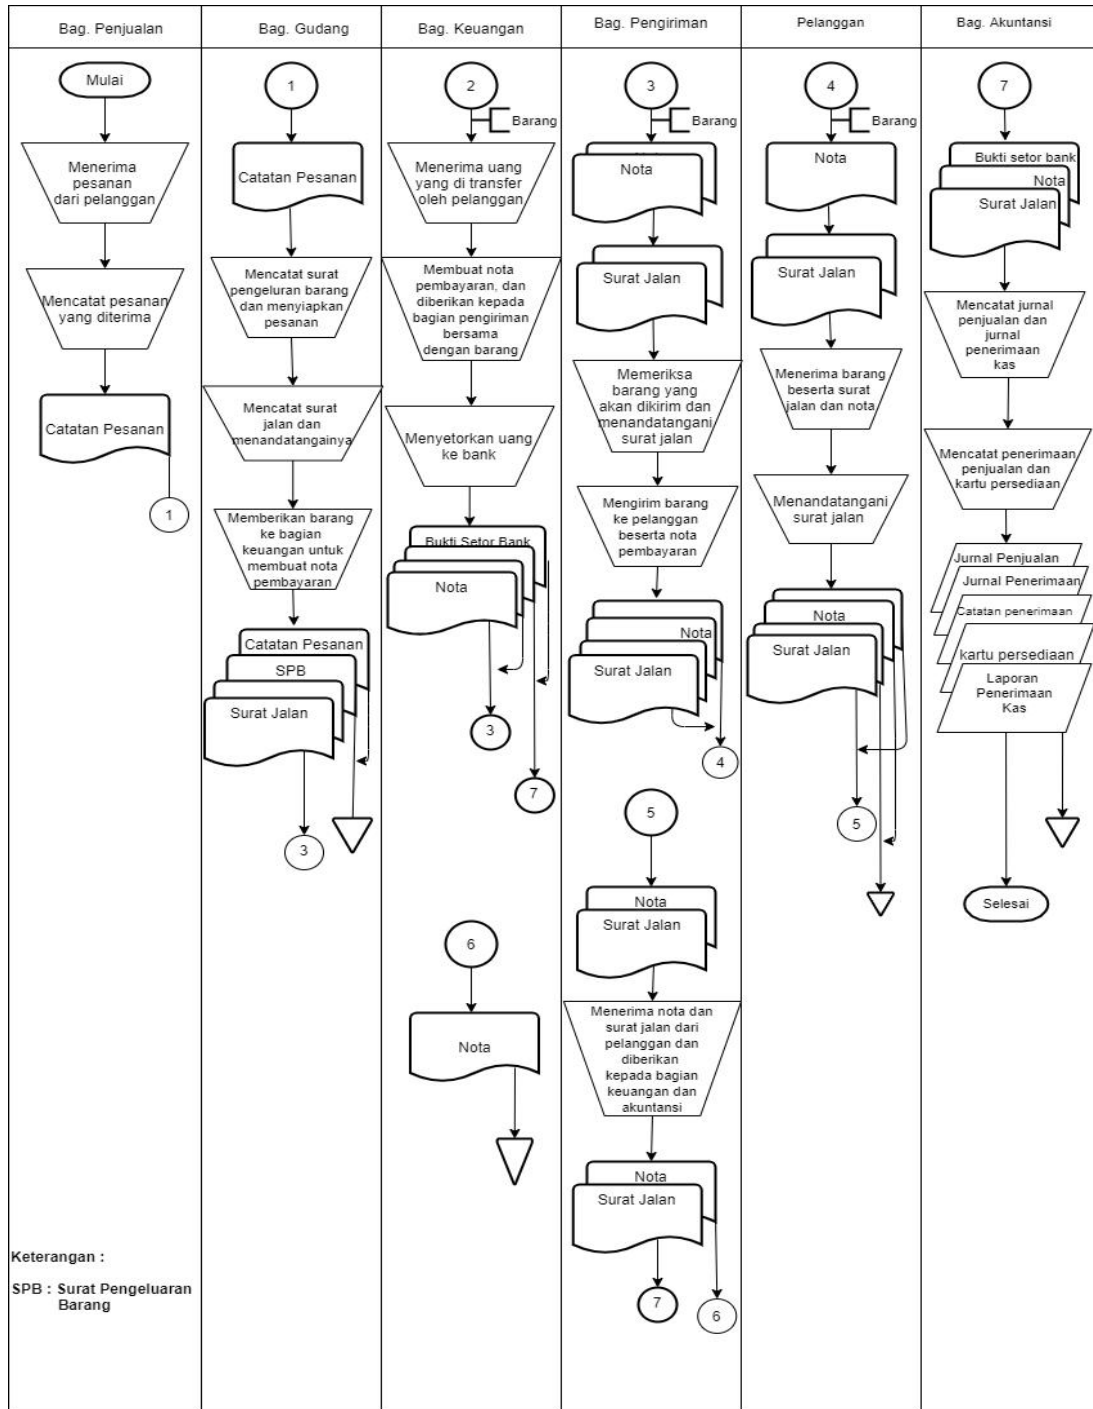 Bag. Penjualan
Bag. Gudang
Bag. Keuangan
Bag. Pengiriman
Pelanggan
Bag. Akuntansi
Mulai
Menerima
pesanan
dari pelanggan
Mencatat pesanan
yang diterima
Catatan Pesanan
1
Keterangan :
SPB : Surat Pengeluaran
Barang
1
Catatan Pesanan
Mencatat surat
pengeluran barang
dan menyiapkan
pesanan
Mencatat surat
jalan dan
menandatangainya
Memberikan barang
ke bagian
keuangan untuk
membuat nota
pembayaran
Catatan Pesanan
SPB
Surat Jalan
3
2
Barang
Menerima uang
yang di transfer
oleh pelanggan
Membuat nota
pembayaran, dan
diberikan kepada
bagian pengiriman
bersama
dengan barang
Menyetorkan uang
ke bank
Bukti Setor Bank
Nota
3
7
6
Nota
3
Barang
Nota
Surat Jalan
Memeriksa
barang yang
akan dikirim dan
menandatangani
surat jalan
Mengirim barang
ke pelanggan
beserta nota
pembayaran
Nota
Surat Jalan
4
5
Nota
Surat Jalan
Menerima nota dan
surat jalan dari
pelanggan dan
diberikan
kepada bagian
keuangan dan
akuntansi
Nota
Surat Jalan
7
6
4
Barang
Nota
Surat Jalan
Menerima barang
beserta surat
jalan dan nota
Menandatangani
surat jalan
Nota
Surat Jalan
5
7
Bukti setor bank
Nota
Surat Jalan
Mencatat jurnal
penjualan dan
jurnal
penerimaan
kas
Mencatat penerimaan
penjualan dan
kartu persediaan
Jurnal Penjualan
Jurnal Penerimaan
Catatan penerimaan
kartu persediaan
Laporan
Penerimaan
Kas
Selesai